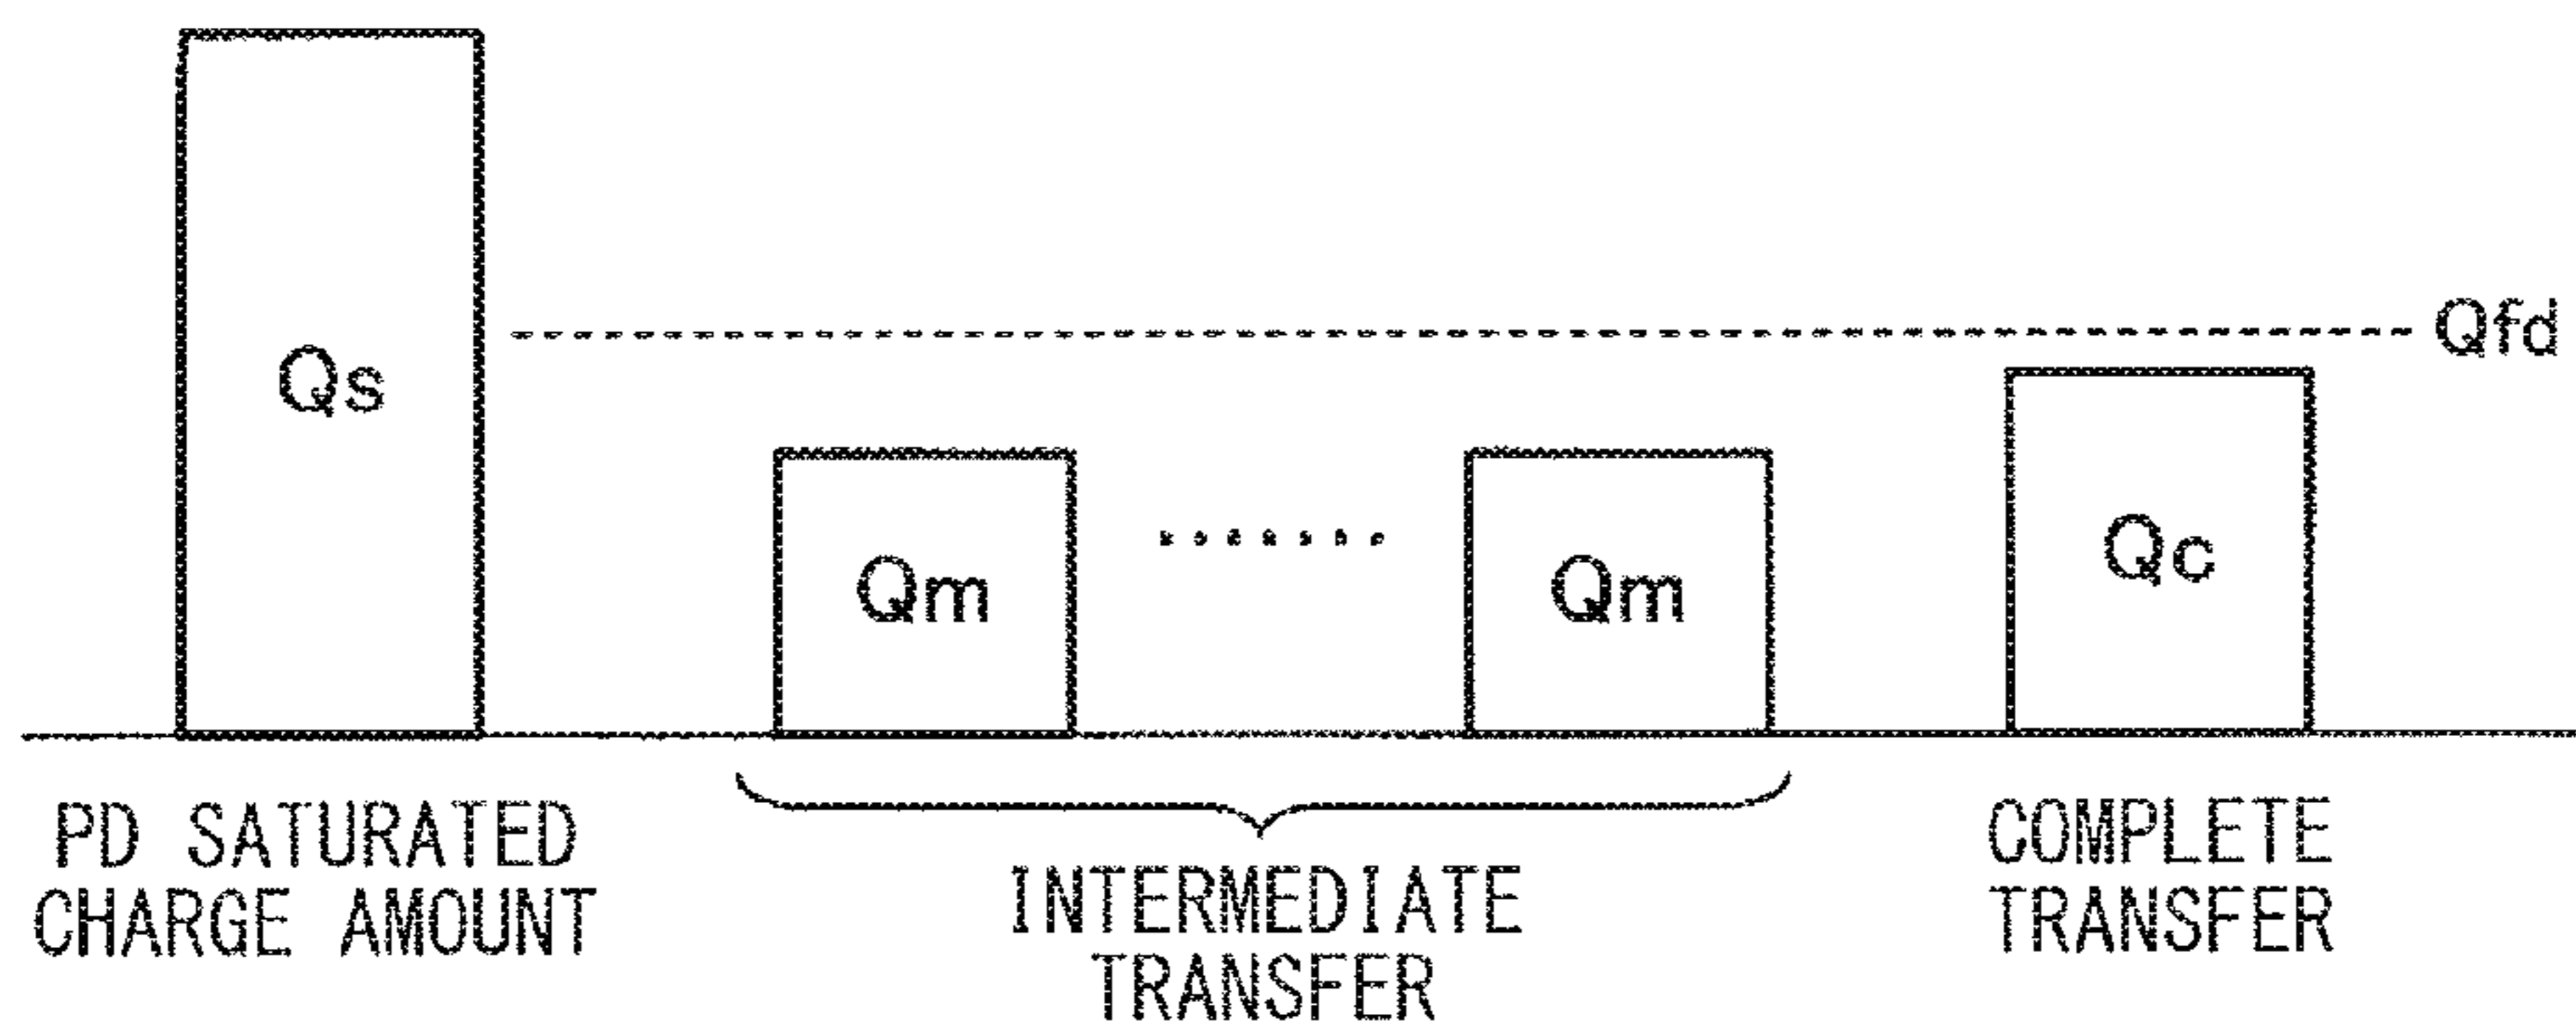 Qs
Qfd
Qm
Qm
Qc
PD SATURATED
CHARGE AMOUNT
INTERMEDIATE
TRANSFER
COMPLETE
TRANSFER